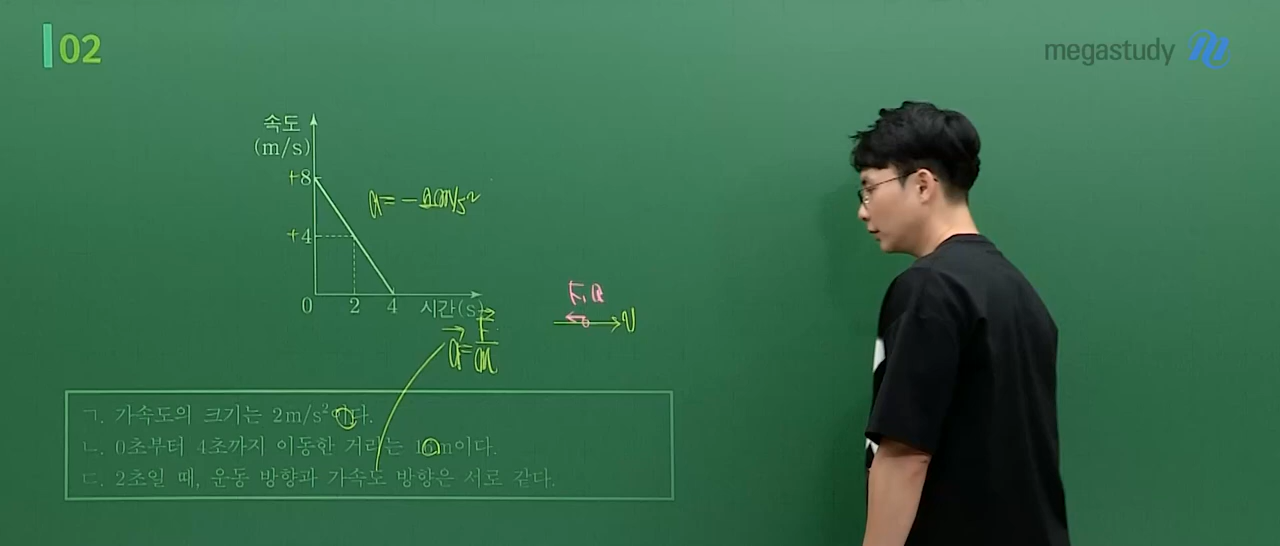 02
megastudy
속도
(m/s)
+8
a = -2m/s²
+4
0 2 4 시간(s)
F, a
v
a = F/m
ㄱ. 가속도의 크기는 2m/s²이다.
ㄴ. 0초부터 4초까지 이동한 거리는 16m이다.
ㄷ. 2초일 때, 운동 방향과 가속도 방향은 서로 같다.